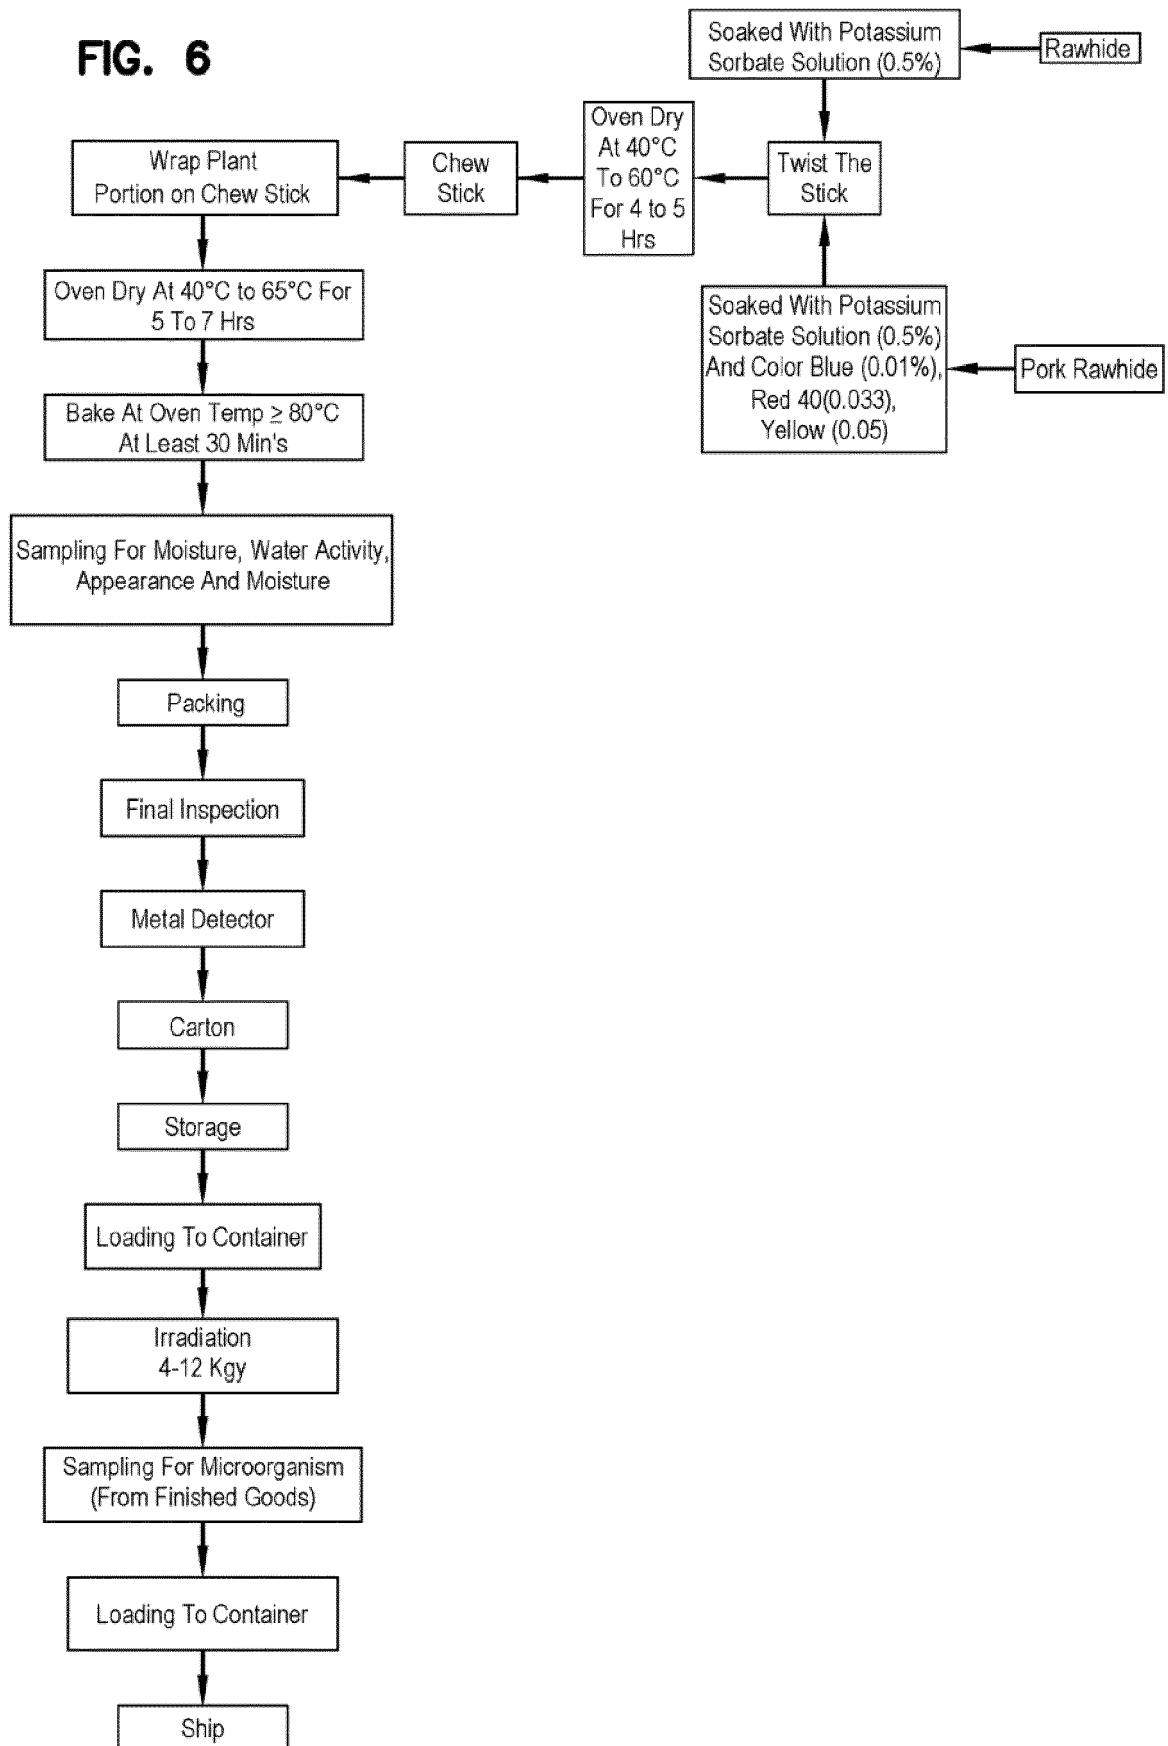 FIG. 6
Soaked With Potassium
Sorbate Solution (0.5%)
Rawhide
Oven Dry
At 40°C
To 60°C
For 4 to 5
Hrs
Wrap Plant
Portion on Chew Stick
Chew
Stick
Twist The
Stick
Oven Dry At 40°C to 65°C For
5 To 7 Hrs
Soaked With Potassium
Sorbate Solution (0.5%)
And Color Blue (0.01%),
Red 40(0.033),
Yellow (0.05)
Pork Rawhide
Bake At Oven Temp ≥ 80°C
At Least 30 Min's
Sampling For Moisture, Water Activity,
Appearance And Moisture
Packing
Final Inspection
Metal Detector
Carton
Storage
Loading To Container
Irradiation
4-12 Kgy
Sampling For Microorganism
(From Finished Goods)
Loading To Container
Ship